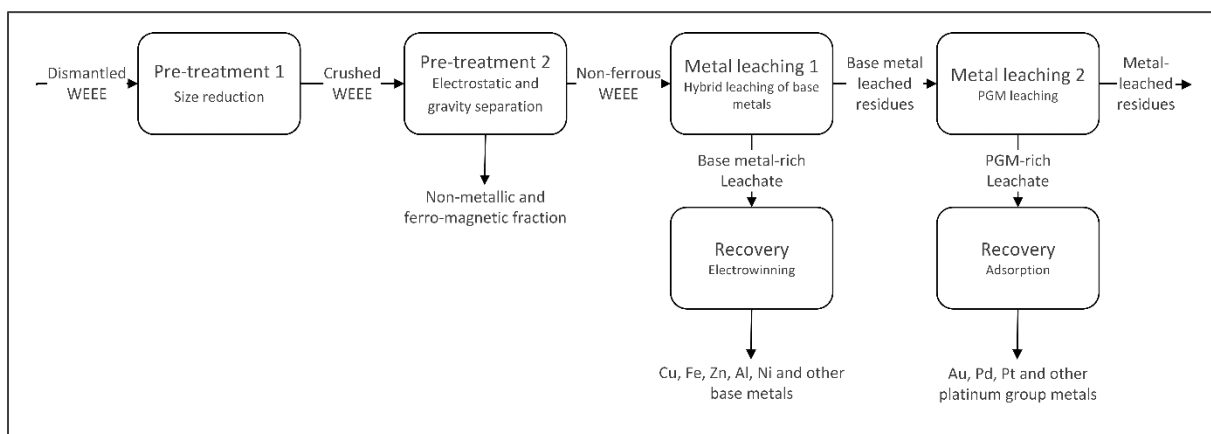 Dismantled
WEEE
Pre-treatment 1
Size reduction
Crushed
WEEE
Pre-treatment 2
Electrostatic and
gravity separation
Non-ferrous
WEEE
Metal leaching 1
Hybrid leaching of base
metals
Base metal
leached
residues
Metal leaching 2
PGM leaching
Metal-
leached
residues
Non-metallic and
ferro-magnetic fraction
Base metal-rich
Leachate
PGM-rich
Leachate
Recovery
Electrowinning
Recovery
Adsorption
Cu, Fe, Zn, Al, Ni and other
base metals
Au, Pd, Pt and other
platinum group metals